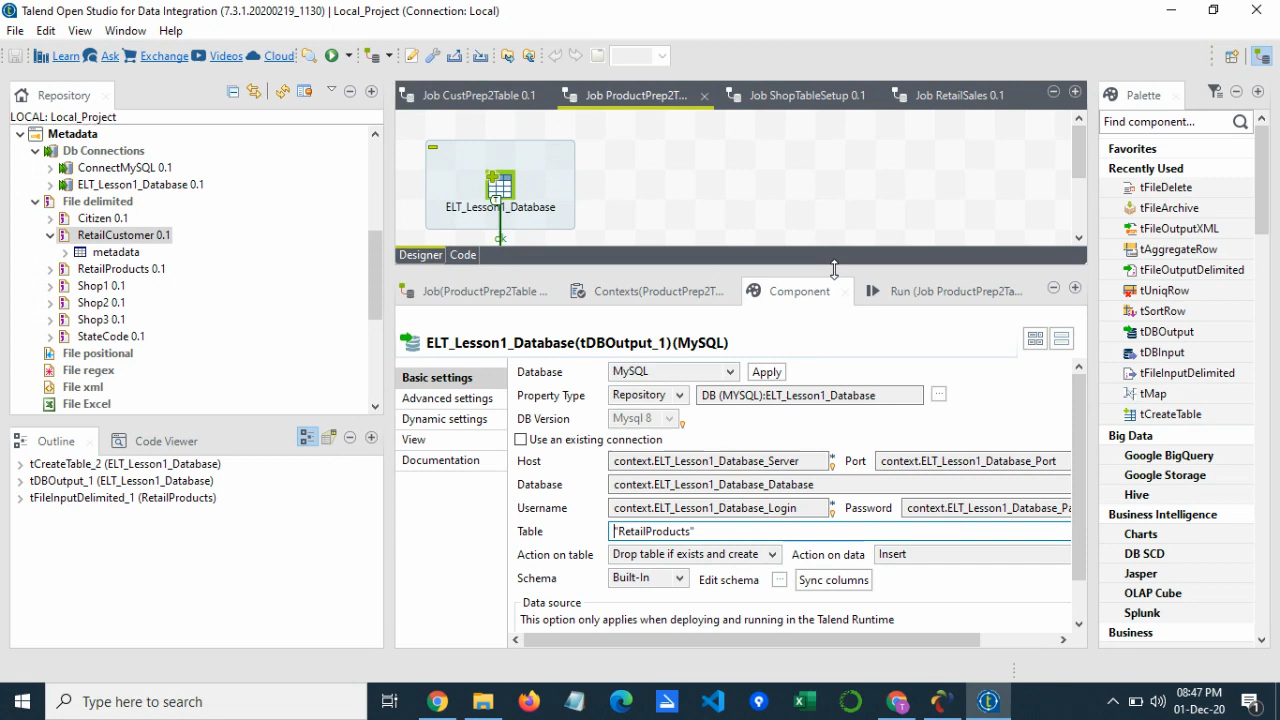 Talend Open Studio for Data Integration (7.3.1.20200219_1130) | Local_Project (Connection: Local)
File Edit View Window Help
Learn Ask Exchange Videos Cloud
Repository
LOCAL: Local_Project
Metadata
Db Connections
ConnectMySQL 0.1
ELT_Lesson1_Database 0.1
File delimited
Citizen 0.1
RetailCustomer 0.1
metadata
RetailProducts 0.1
Shop1 0.1
Shop2 0.1
Shop3 0.1
StateCode 0.1
File positional
File regex
File xml
File Excel
Outline Code Viewer
tCreateTable_2 (ELT_Lesson1_Database)
tDBOutput_1 (ELT_Lesson1_Database)
tFileInputDelimited_1 (RetailProducts)
Job CustPrep2Table 0.1 Job ProductPrep2T... Job ShopTableSetup 0.1 Job RetailSales 0.1
ELT_Lesson1_Database
ok
Designer Code
Job(ProductPrep2Table ... Contexts(ProductPrep2T... Component Run (Job ProductPrep2Ta...
ELT_Lesson1_Database(tDBOutput_1)(MySQL)
Basic settings
Advanced settings
Dynamic settings
View
Documentation
Database MySQL Apply
Property Type Repository DB (MYSQL):ELT_Lesson1_Database ...
DB Version Mysql 8
Use an existing connection
Host context.ELT_Lesson1_Database_Server * Port context.ELT_Lesson1_Database_Port
Database context.ELT_Lesson1_Database_Database
Username context.ELT_Lesson1_Database_Login * Password context.ELT_Lesson1_Database_Pa
Table "RetailProducts"
Action on table Drop table if exists and create Action on data Insert
Schema Built-In Edit schema ... Sync columns
Data source
This option only applies when deploying and running in the Talend Runtime
Palette
Find component...
Favorites
Recently Used
tFileDelete
tFileArchive
tFileOutputXML
tAggregateRow
tFileOutputDelimited
tUniqRow
tSortRow
tDBOutput
tDBInput
tFileInputDelimited
tMap
tCreateTable
Big Data
Google BigQuery
Google Storage
Hive
Business Intelligence
Charts
DB SCD
Jasper
OLAP Cube
Splunk
Business
Type here to search
08:47 PM
01-Dec-20
1